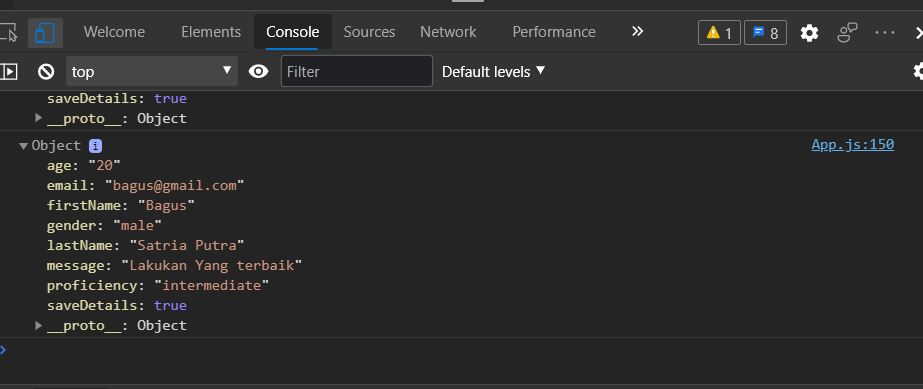 Welcome Elements Console Sources Network Performance » 1 8
top Filter Default levels
saveDetails: true
__proto__: Object
Object i App.js:150
age: "20"
email: "bagus@gmail.com"
firstName: "Bagus"
gender: "male"
lastName: "Satria Putra"
message: "Lakukan Yang terbaik"
proficiency: "intermediate"
saveDetails: true
__proto__: Object